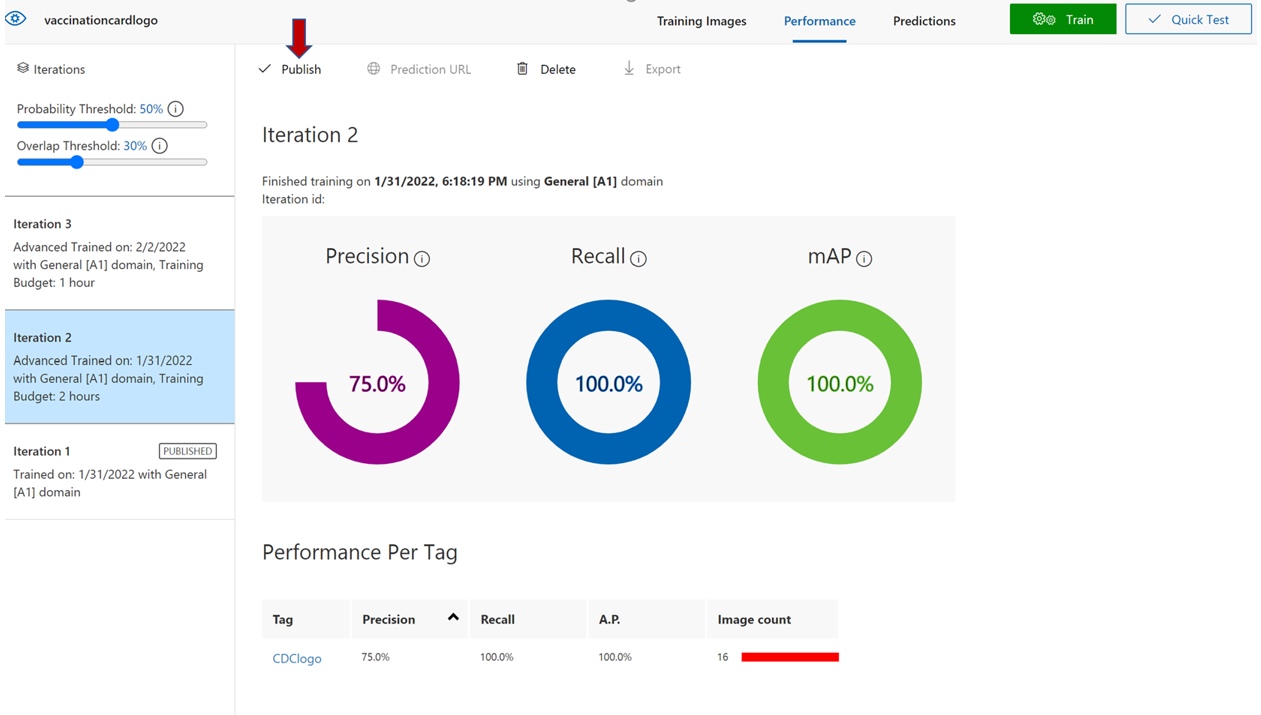 vaccinationcardlogo
Training Images
Performance
Predictions
Train
Quick Test
Iterations
Probability Threshold: 50%
Overlap Threshold: 30%
Iteration 3
Advanced Trained on: 2/2/2022
with General [A1] domain, Training
Budget: 1 hour
Iteration 2
Advanced Trained on: 1/31/2022
with General [A1] domain, Training
Budget: 2 hours
Iteration 1
PUBLISHED
Trained on: 1/31/2022 with General
[A1] domain
Publish
Prediction URL
Delete
Export
Iteration 2
Finished training on 1/31/2022, 6:18:19 PM using General [A1] domain
Iteration id:
Precision
Recall
mAP
75.0%
100.0%
100.0%
Performance Per Tag
Tag Precision Recall A.P. Image count
CDClogo 75.0% 100.0% 100.0% 16